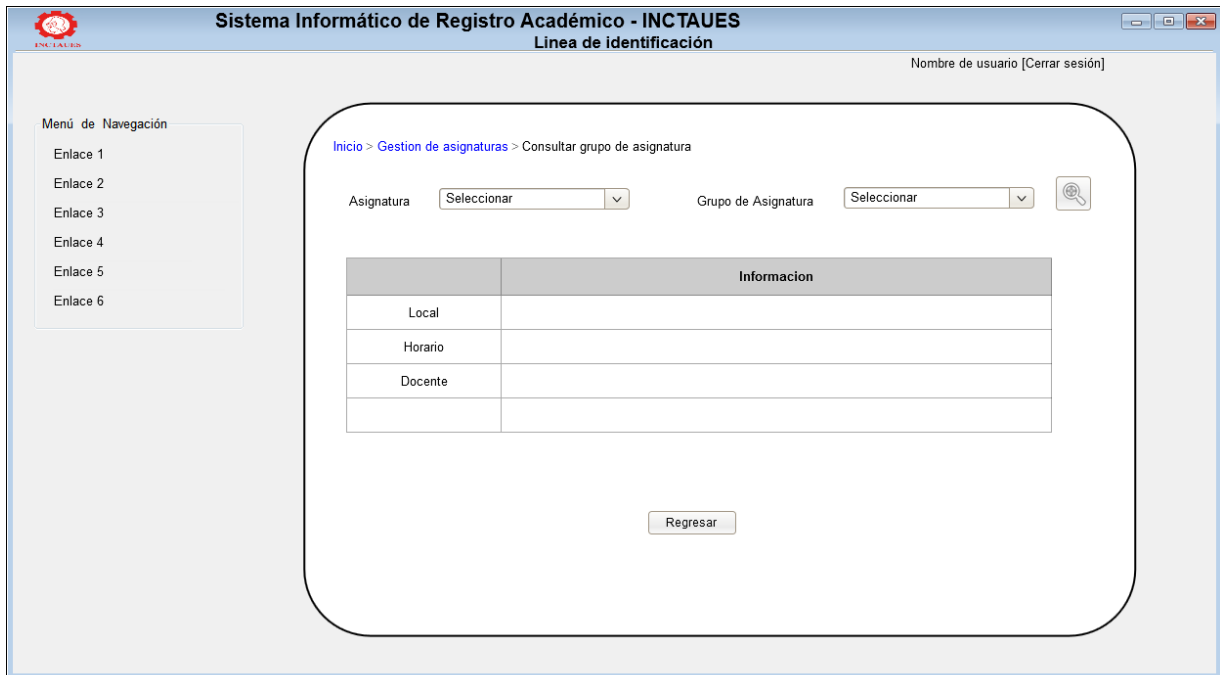 Sistema Informático de Registro Académico - INCTAUES
INCTAUES
Linea de identificación
Nombre de usuario [Cerrar sesión]
Menú de Navegación
Enlace 1
Enlace 2
Enlace 3
Enlace 4
Enlace 5
Enlace 6
Inicio > Gestion de asignaturas > Consultar grupo de asignatura
Asignatura Seleccionar Grupo de Asignatura Seleccionar
Informacion
Local
Horario
Docente
Regresar